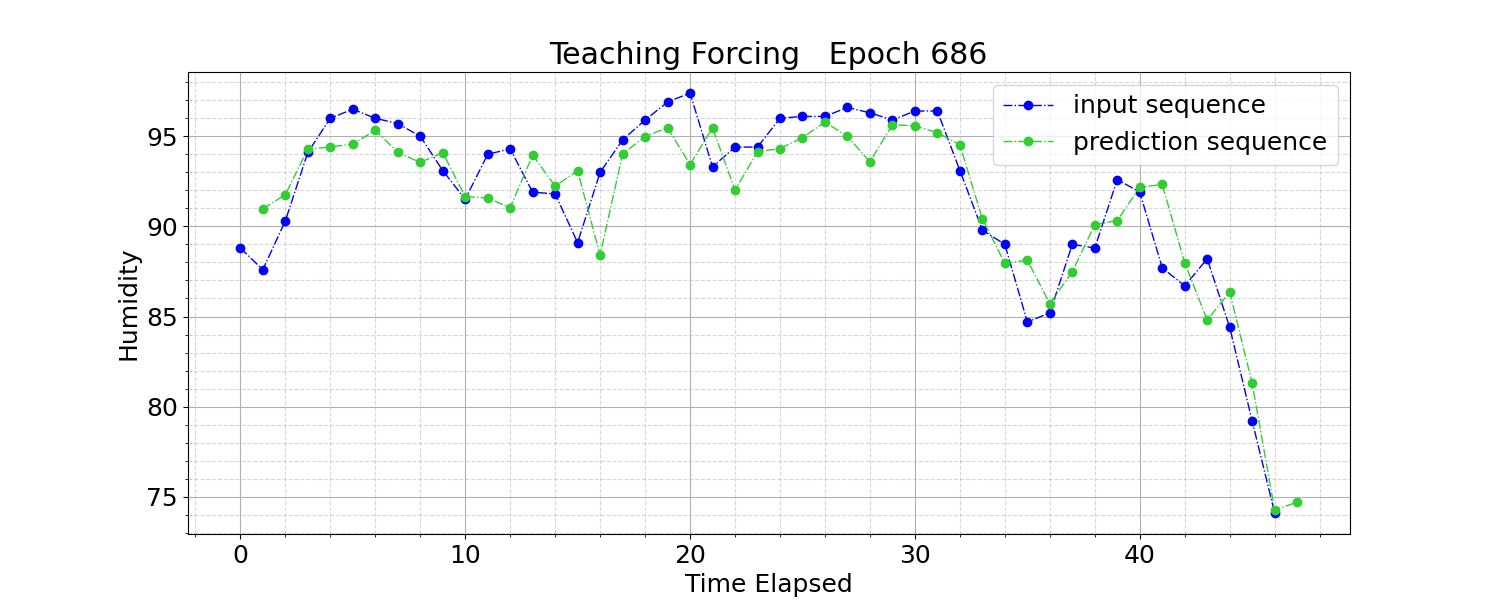 Teaching Forcing   Epoch 686
input sequence
prediction sequence
Humidity
95
90
85
80
75
0 10 20 30 40
Time Elapsed